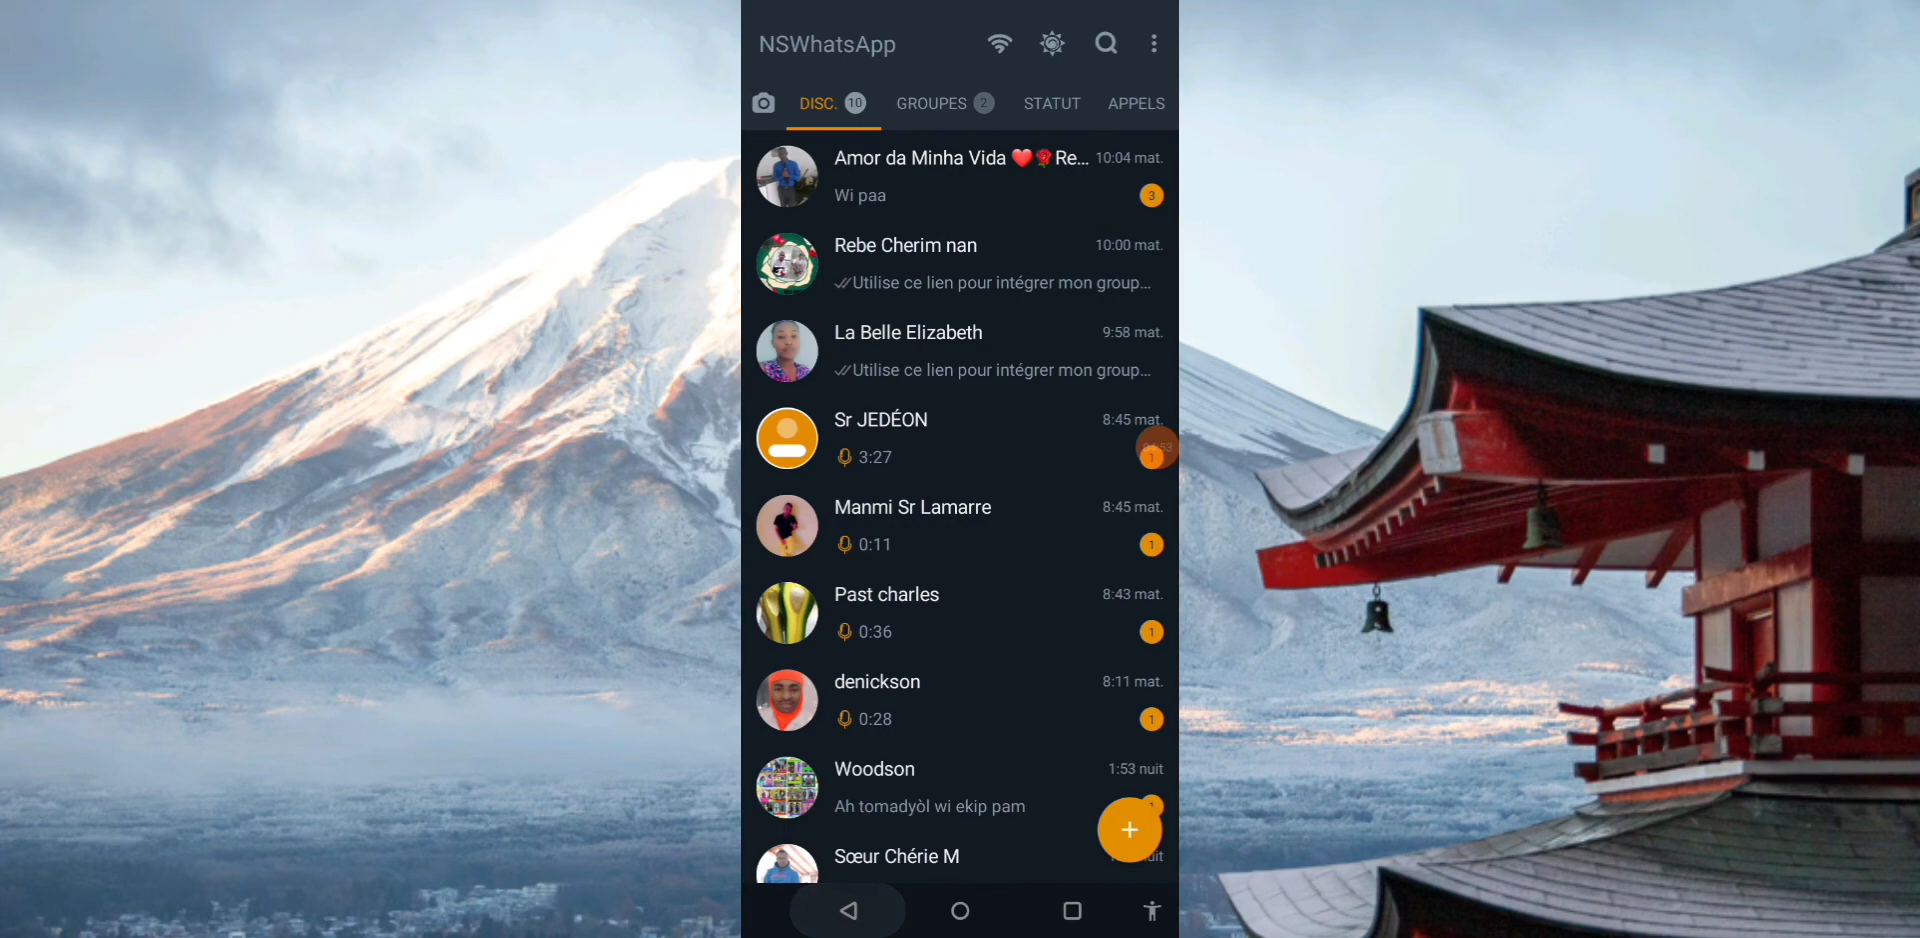 NSWhatsApp
DISC. 10 GROUPES 2 STATUT APPELS
Amor da Minha Vida ❤️🌹Re... 10:04 mat.
Wi paa 3
Rebe Cherim nan 10:00 mat.
Utilise ce lien pour intégrer mon group...
La Belle Elizabeth 9:58 mat.
Utilise ce lien pour intégrer mon group...
Sr JEDÉON 8:45 mat.
3:27 1
Manmi Sr Lamarre 8:45 mat.
0:11 1
Past charles 8:43 mat.
0:36 1
denickson 8:11 mat.
0:28 1
Woodson 1:53 nuit
Ah tomadyòl wi ekip pam
Sœur Chérie M